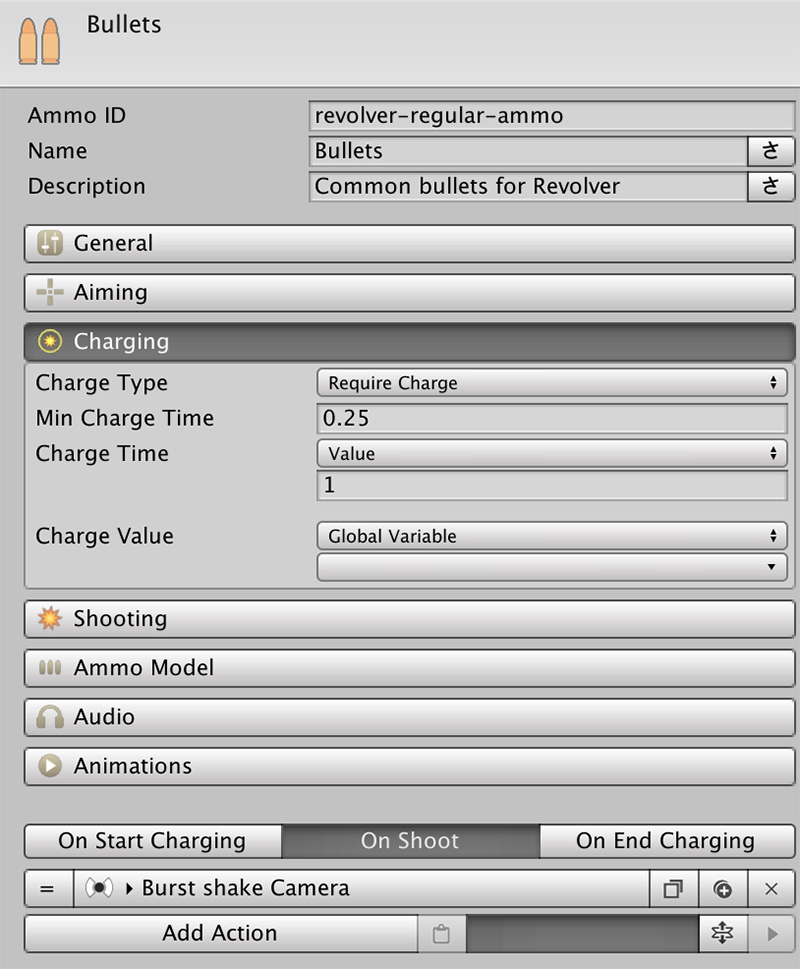 Bullets
Ammo ID revolver-regular-ammo
Name Bullets さ
Description Common bullets for Revolver さ
General
Aiming
Charging
Charge Type Require Charge
Min Charge Time 0.25
Charge Time Value
1
Charge Value Global Variable
Shooting
Ammo Model
Audio
Animations
On Start Charging On Shoot On End Charging
= Burst shake Camera
Add Action